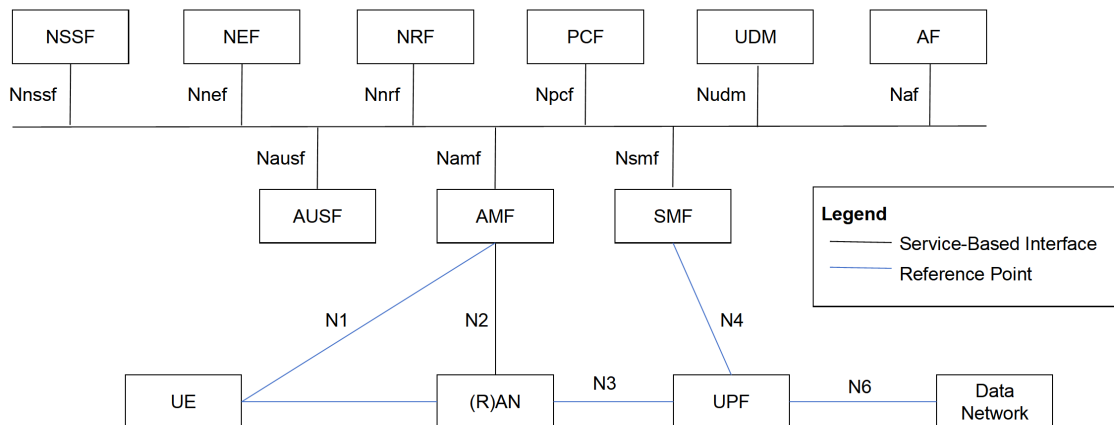 NSSF
NEF
NRF
PCF
UDM
AF
Nnssf
Nnef
Nnrf
Npcf
Nudm
Naf
Nausf
Namf
Nsmf
AUSF
AMF
SMF
Legend
Service-Based Interface
Reference Point
N1
N2
N4
UE
(R)AN
N3
UPF
N6
Data
Network